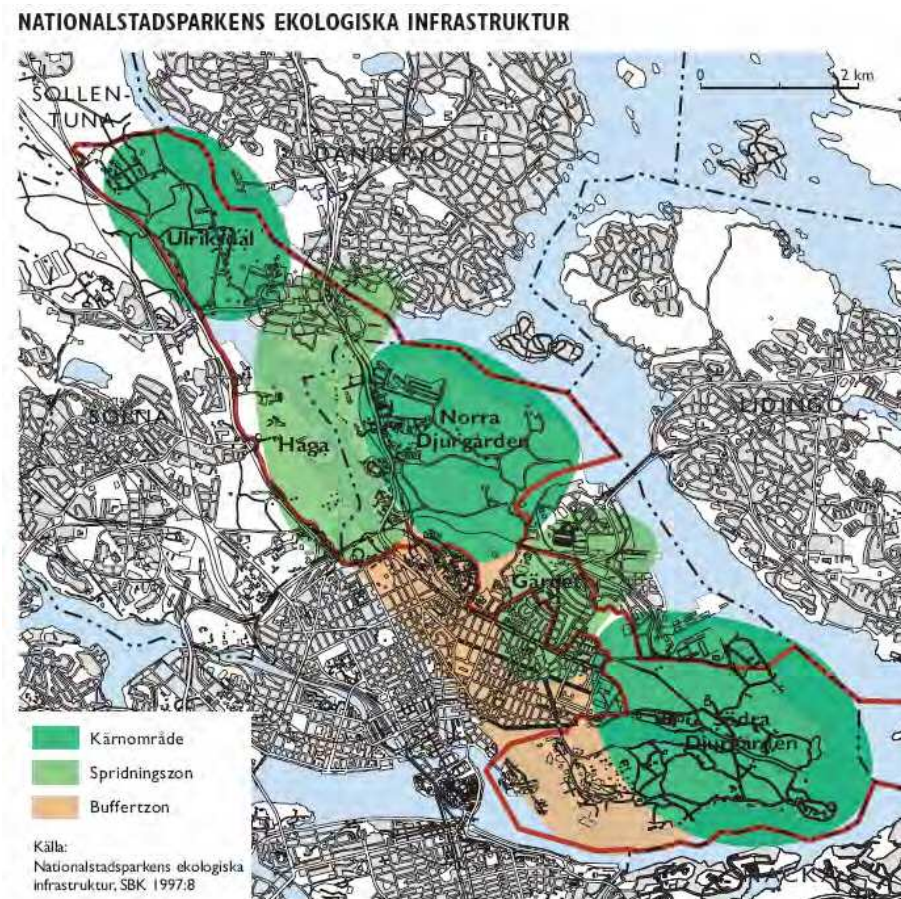 NATIONALSTADSPARKENS EKOLOGISKA INFRASTRUKTUR
0 2 km
SOLLEN-
TUNA
DANDERYD
Ulriksdal
SOLNA
Haga
Norra
Djurgården
LIDINGÖ
Gärdet
Södra
Djurgården
NACKA
Kärnområde
Spridningszon
Buffertzon
Källa:
Nationalstadsparkens ekologiska
infrastruktur, SBK 1997:8